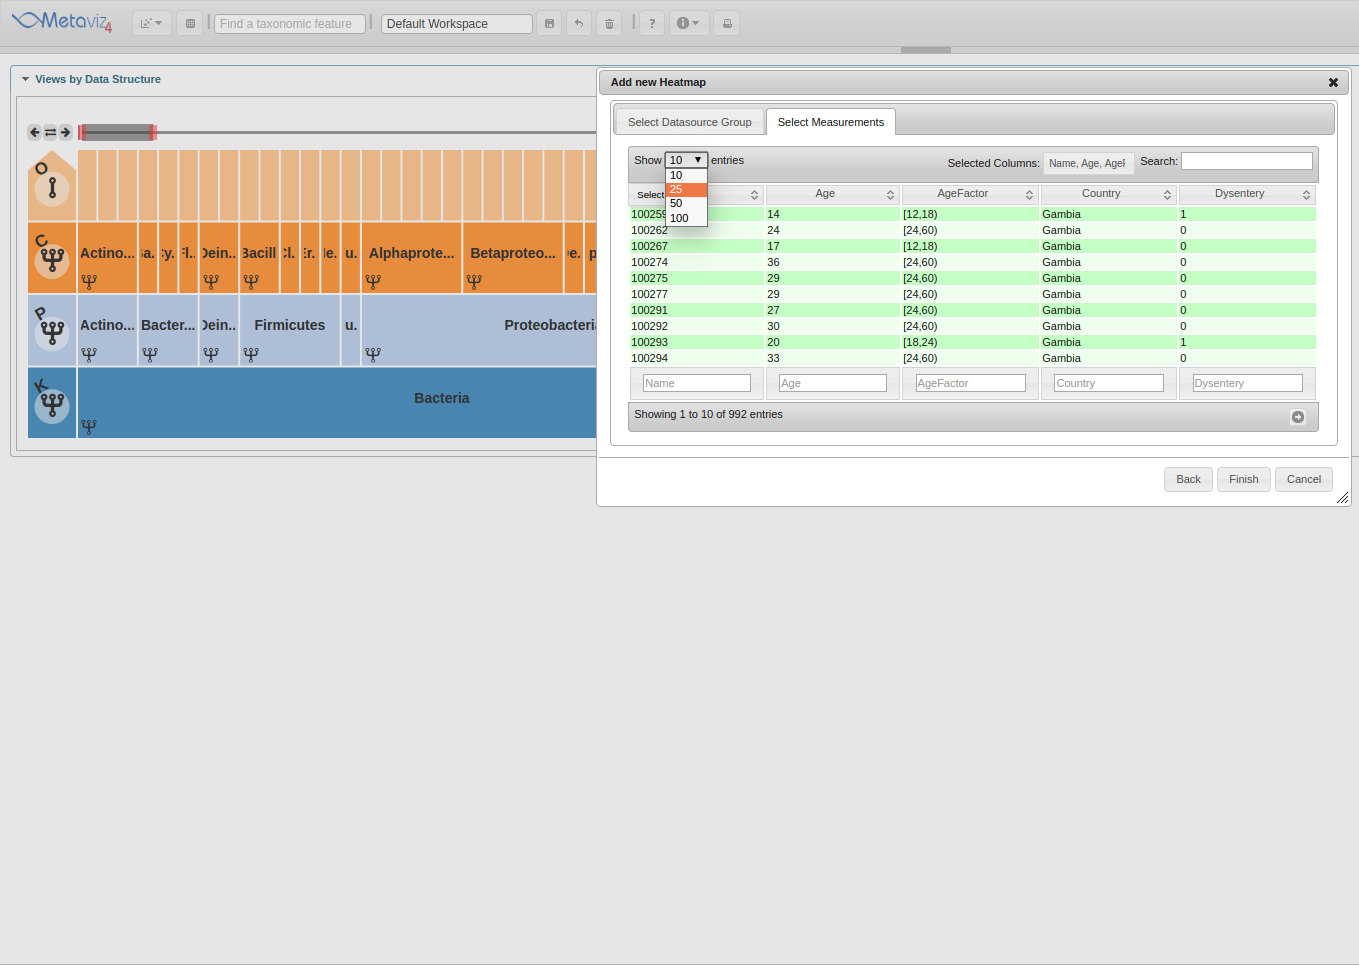 Metaviz 4
Find a taxonomic feature
Default Workspace
?
Views by Data Structure
O
C
Actino...
Dein...
Bacill
Alphaprote...
Betaproteo...
P
Actino...
Bacter...
Dein..
Firmicutes
u.
Proteobacteria
K
Bacteria
Add new Heatmap
Select Datasource Group
Select Measurements
Show 10 entries
10
25
50
100
Selected Columns: Name, Age, AgeF
Search:
Select
Age
AgeFactor
Country
Dysentery
100259 14 [12,18) Gambia 1
100262 24 [24,60) Gambia 0
100267 17 [12,18) Gambia 0
100274 36 [24,60) Gambia 0
100275 29 [24,60) Gambia 0
100277 29 [24,60) Gambia 0
100291 27 [24,60) Gambia 0
100292 30 [24,60) Gambia 0
100293 20 [18,24) Gambia 1
100294 33 [24,60) Gambia 0
Name
Age
AgeFactor
Country
Dysentery
Showing 1 to 10 of 992 entries
Back
Finish
Cancel